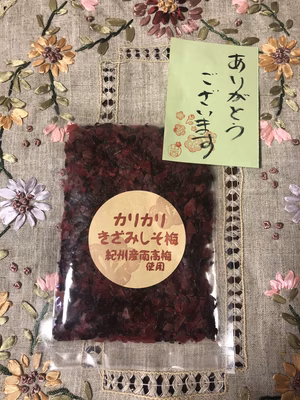 ありがとう
ございます
カリカリ
きざみしそ梅
紀州産南高梅
使用